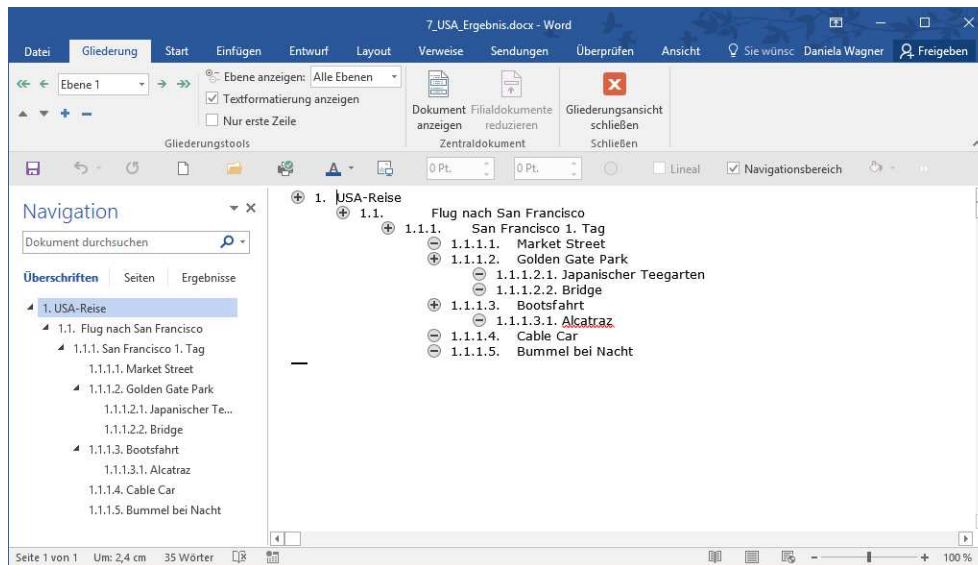 7_USA_Ergebnis.docx - Word
Datei Gliederung Start Einfügen Entwurf Layout Verweise Sendungen Überprüfen Ansicht Sie wünsc Daniela Wagner Freigeben
Ebene 1
Ebene anzeigen: Alle Ebenen
Textformatierung anzeigen
Nur erste Zeile
Gliederungstools
Dokument anzeigen
Filialdokumente reduzieren
Zentraldokument
Gliederungsansicht schließen
Schließen
0 Pt. 0 Pt. Lineal Navigationsbereich
Navigation
Dokument durchsuchen
Überschriften Seiten Ergebnisse
1. USA-Reise
1.1. Flug nach San Francisco
1.1.1. San Francisco 1. Tag
1.1.1.1. Market Street
1.1.1.2. Golden Gate Park
1.1.1.2.1. Japanischer Te...
1.1.1.2.2. Bridge
1.1.1.3. Bootsfahrt
1.1.1.3.1. Alcatraz
1.1.1.4. Cable Car
1.1.1.5. Bummel bei Nacht
1. USA-Reise
1.1. Flug nach San Francisco
1.1.1. San Francisco 1. Tag
1.1.1.1. Market Street
1.1.1.2. Golden Gate Park
1.1.1.2.1. Japanischer Teegarten
1.1.1.2.2. Bridge
1.1.1.3. Bootsfahrt
1.1.1.3.1. Alcatraz
1.1.1.4. Cable Car
1.1.1.5. Bummel bei Nacht
Seite 1 von 1 Um: 2,4 cm 35 Wörter 100 %